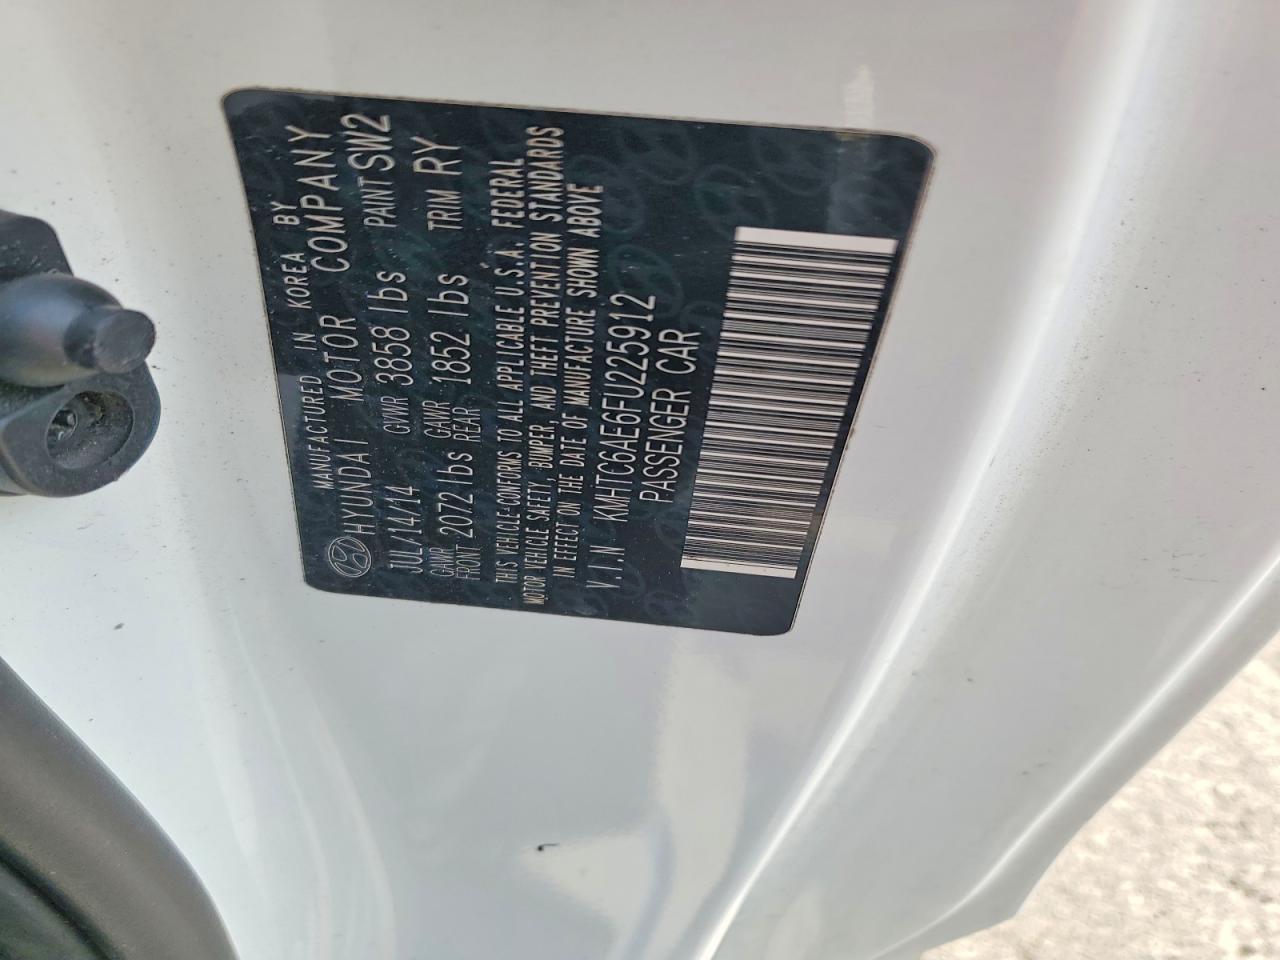 MANUFACTURED IN KOREA BY
HYUNDAI MOTOR COMPANY
JUL/14/14 GVWR 3858 lbs PAINT SW2
GAWR FRONT 2072 lbs GAWR REAR 1852 lbs TRIM RY
THIS VEHICLE CONFORMS TO ALL APPLICABLE U.S.A. FEDERAL
MOTOR VEHICLE SAFETY, BUMPER, AND THEFT PREVENTION STANDARDS
IN EFFECT ON THE DATE OF MANUFACTURE SHOWN ABOVE
V.I.N KMHTC6AE6FU225912
PASSENGER CAR